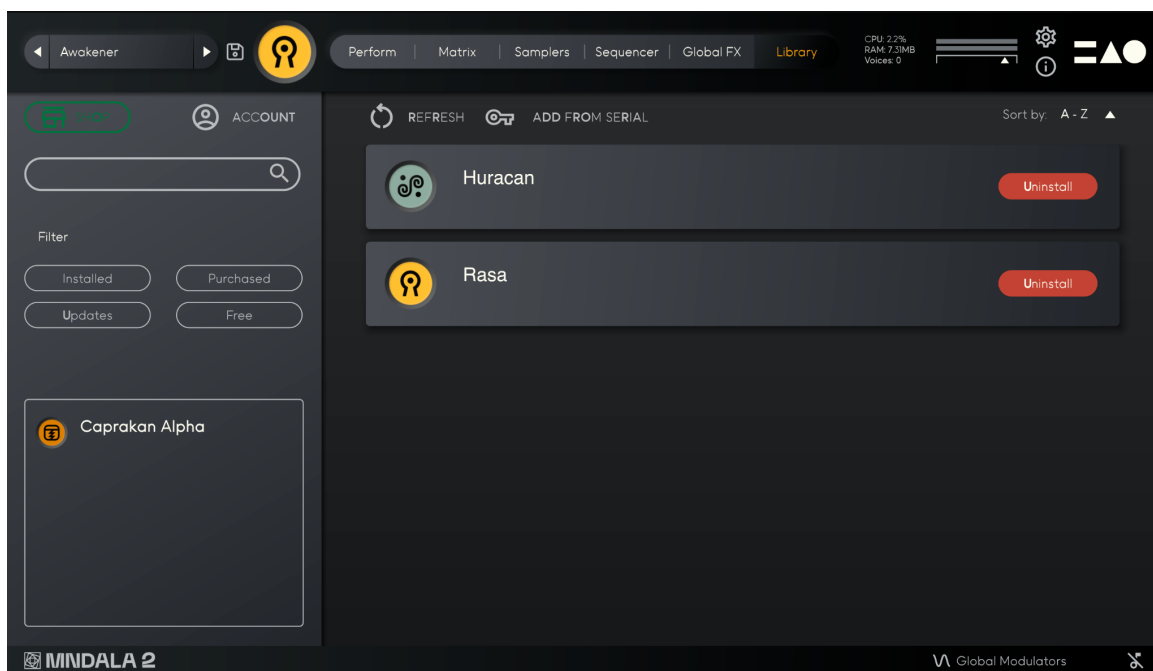 Awakener
Perform | Matrix | Samplers | Sequencer | Global FX Library
CPU: 2.2%
RAM: 7.31MB
Voices: 0
ACCOUNT
REFRESH ADD FROM SERIAL Sort by: A - Z
Huracan
Uninstall
Filter
Installed Purchased
Updates Free
Rasa
Uninstall
Caprakan Alpha
MNDALA 2
Global Modulators